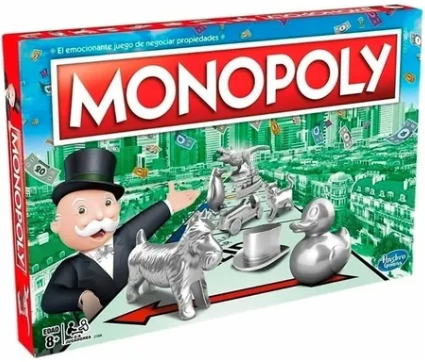 El emocionante juego de negociar propiedades
MONOPOLY
MONOPOLY
Hasbro
Gaming
EDAD
8+